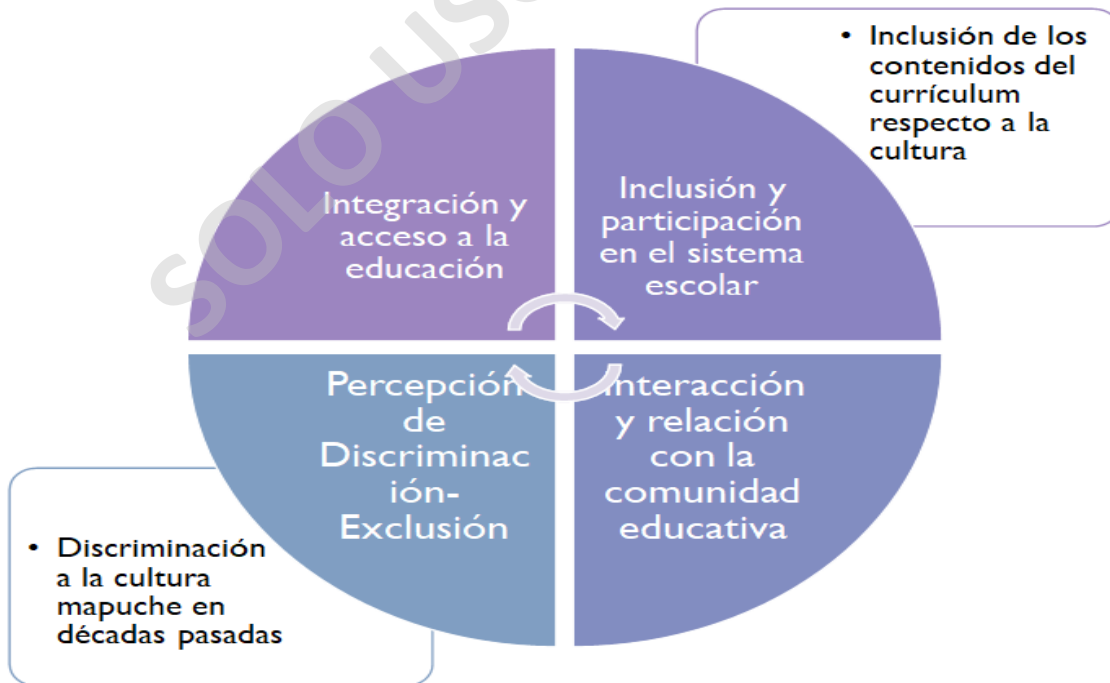 SOLO US
• Inclusión de los
contenidos del
currículum
respecto a la
cultura
Integración y
acceso a la
educación
Inclusión y
participación
en el sistema
escolar
Percepción
de
Discriminac
ión-
Exclusión
Interacción
y relación
con la
comunidad
educativa
• Discriminación
a la cultura
mapuche en
décadas pasadas